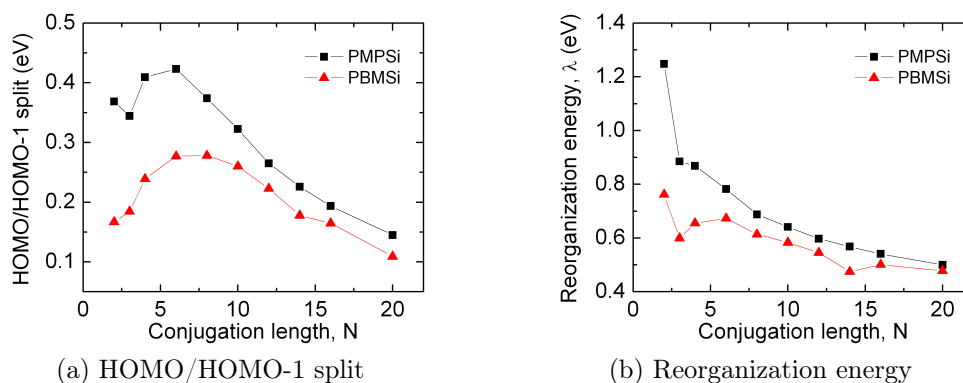 0.5
0.4
0.3
0.2
0.1
HOMO/HOMO-1 split (eV)
PMPSi
PBMSi
0 5 10 15 20
Conjugation length, N
(a) HOMO/HOMO-1 split
1.4
1.2
1.0
0.8
0.6
0.4
Reorganization energy, λ (eV)
PMPSi
PBMSi
0 5 10 15 20
Conjugation length, N
(b) Reorganization energy